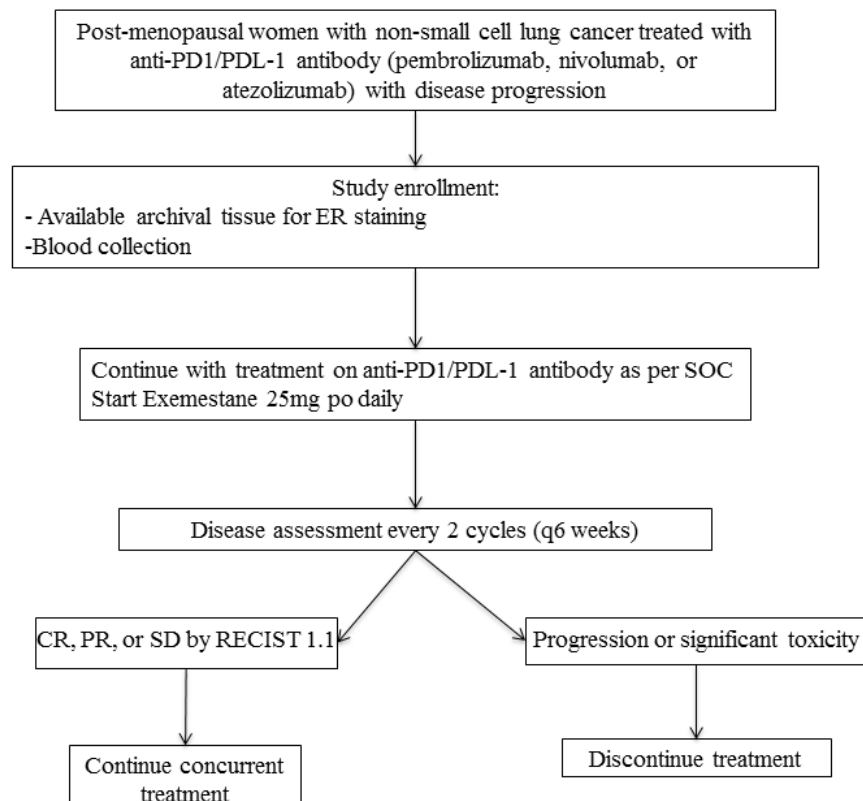 Post-menopausal women with non-small cell lung cancer treated with
anti-PD1/PDL-1 antibody (pembrolizumab, nivolumab, or
atezolizumab) with disease progression
Study enrollment:
- Available archival tissue for ER staining
-Blood collection
Continue with treatment on anti-PD1/PDL-1 antibody as per SOC
Start Exemestane 25mg po daily
Disease assessment every 2 cycles (q6 weeks)
CR, PR, or SD by RECIST 1.1
Progression or significant toxicity
Continue concurrent
treatment
Discontinue treatment